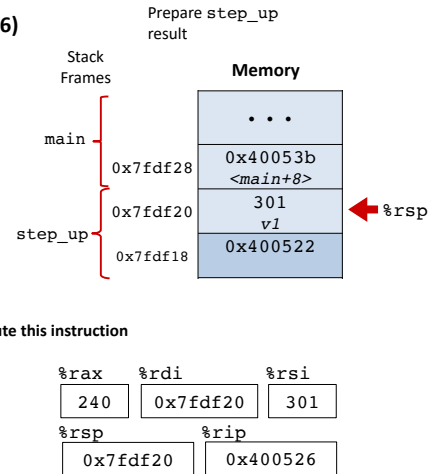 6)
Prepare step_up
result
Stack
Frames
Memory
• • •
main
0x40053b
0x7fdf28
<main+8>
301
0x7fdf20
%rsp
v1
step_up
0x400522
0x7fdf18
ute this instruction
%rax %rdi %rsi
240 0x7fdf20 301
%rsp %rip
0x7fdf20 0x400526